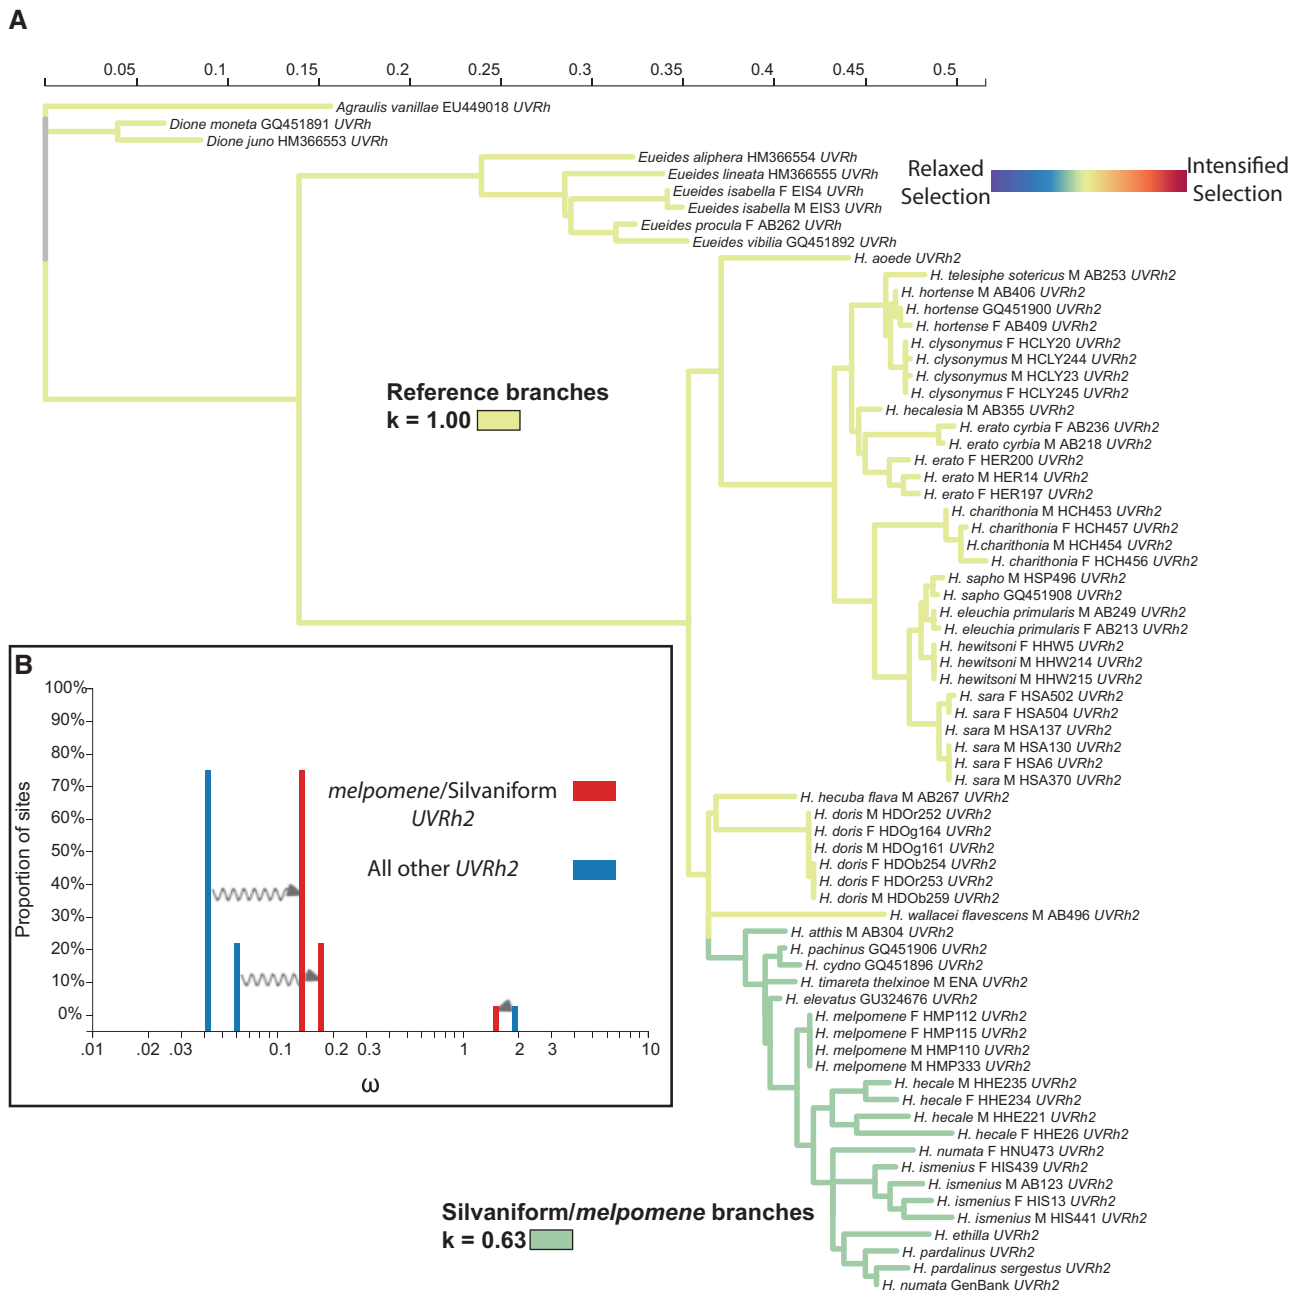 A
0.05 0.1 0.15 0.2 0.25 0.3 0.35 0.4 0.45 0.5
Agraulis vanillae EU449018 UVRh
Dione moneta GQ451891 UVRh
Dione juno HM366553 UVRh
Eueides aliphera HM366554 UVRh
Eueides lineata HM366555 UVRh
Eueides isabella F EIS4 UVRh
Eueides isabella M EIS3 UVRh
Eueides procula F AB262 UVRh
Eueides vibilia GQ451892 UVRh
Relaxed Selection
Intensified Selection
H. aoede UVRh2
H. telesiphe sotericus M AB253 UVRh2
H. hortense M AB406 UVRh2
H. hortense GQ451900 UVRh2
H. hortense F AB409 UVRh2
H. clysonymus F HCLY20 UVRh2
H. clysonymus M HCLY244 UVRh2
H. clysonymus M HCLY23 UVRh2
H. clysonymus F HCLY245 UVRh2
Reference branches
k = 1.00
H. hecalesia M AB355 UVRh2
H. erato cyrbia F AB236 UVRh2
H. erato cyrbia M AB218 UVRh2
H. erato F HER200 UVRh2
H. erato M HER14 UVRh2
H. erato F HER197 UVRh2
H. charithonia M HCH453 UVRh2
H. charithonia F HCH457 UVRh2
H.charithonia M HCH454 UVRh2
H. charithonia F HCH456 UVRh2
H. sapho M HSP496 UVRh2
H. sapho GQ451908 UVRh2
H. eleuchia primularis M AB249 UVRh2
H. eleuchia primularis F AB213 UVRh2
H. hewitsoni F HHW5 UVRh2
H. hewitsoni M HHW214 UVRh2
H. hewitsoni M HHW215 UVRh2
H. sara F HSA502 UVRh2
H. sara F HSA504 UVRh2
H. sara M HSA137 UVRh2
H. sara M HSA130 UVRh2
H. sara F HSA6 UVRh2
H. sara M HSA370 UVRh2
H. hecuba flava M AB267 UVRh2
H. doris M HDOr252 UVRh2
H. doris F HDOg164 UVRh2
H. doris M HDOg161 UVRh2
H. doris F HDOb254 UVRh2
H. doris F HDOr253 UVRh2
H. doris M HDOb259 UVRh2
H. wallacei flavescens M AB496 UVRh2
H. atthis M AB304 UVRh2
H. pachinus GQ451906 UVRh2
H. cydno GQ451896 UVRh2
H. timareta thelxinoe M ENA UVRh2
H. elevatus GU324676 UVRh2
H. melpomene F HMP112 UVRh2
H. melpomene F HMP115 UVRh2
H. melpomene M HMP110 UVRh2
H. melpomene M HMP333 UVRh2
H. hecale M HHE235 UVRh2
H. hecale F HHE234 UVRh2
H. hecale M HHE221 UVRh2
H. hecale F HHE26 UVRh2
H. numata F HNU473 UVRh2
H. ismenius F HIS439 UVRh2
H. ismenius M AB123 UVRh2
H. ismenius F HIS13 UVRh2
H. ismenius M HIS441 UVRh2
H. ethilla UVRh2
H. pardalinus UVRh2
H. pardalinus sergestus UVRh2
H. numata GenBank UVRh2
Silvaniform/melpomene branches
k = 0.63
B
Proportion of sites
100%
90%
80%
70%
60%
50%
40%
30%
20%
10%
0%
melpomene/Silvaniform
UVRh2
All other UVRh2
.01 .02 .03 0.1 0.2 0.3 1 2 3 10
ω